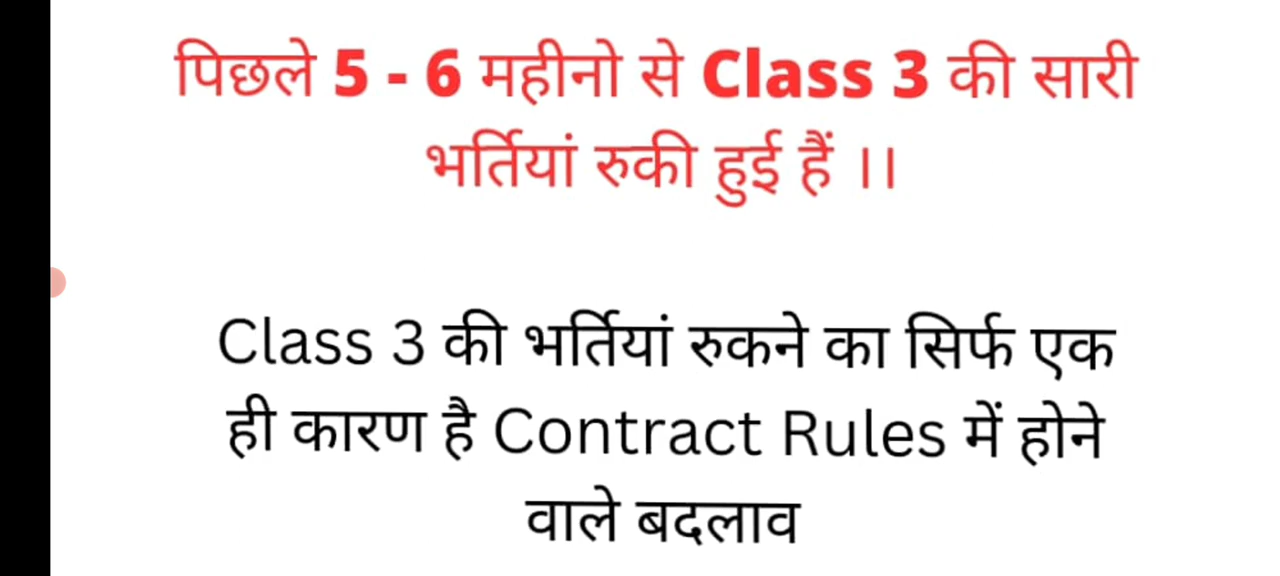 पिछले 5 - 6 महीनो से Class 3 की सारी
भर्तियां रुकी हुई हैं ।।
Class 3 की भर्तियां रुकने का सिर्फ एक
ही कारण है Contract Rules में होने
वाले बदलाव